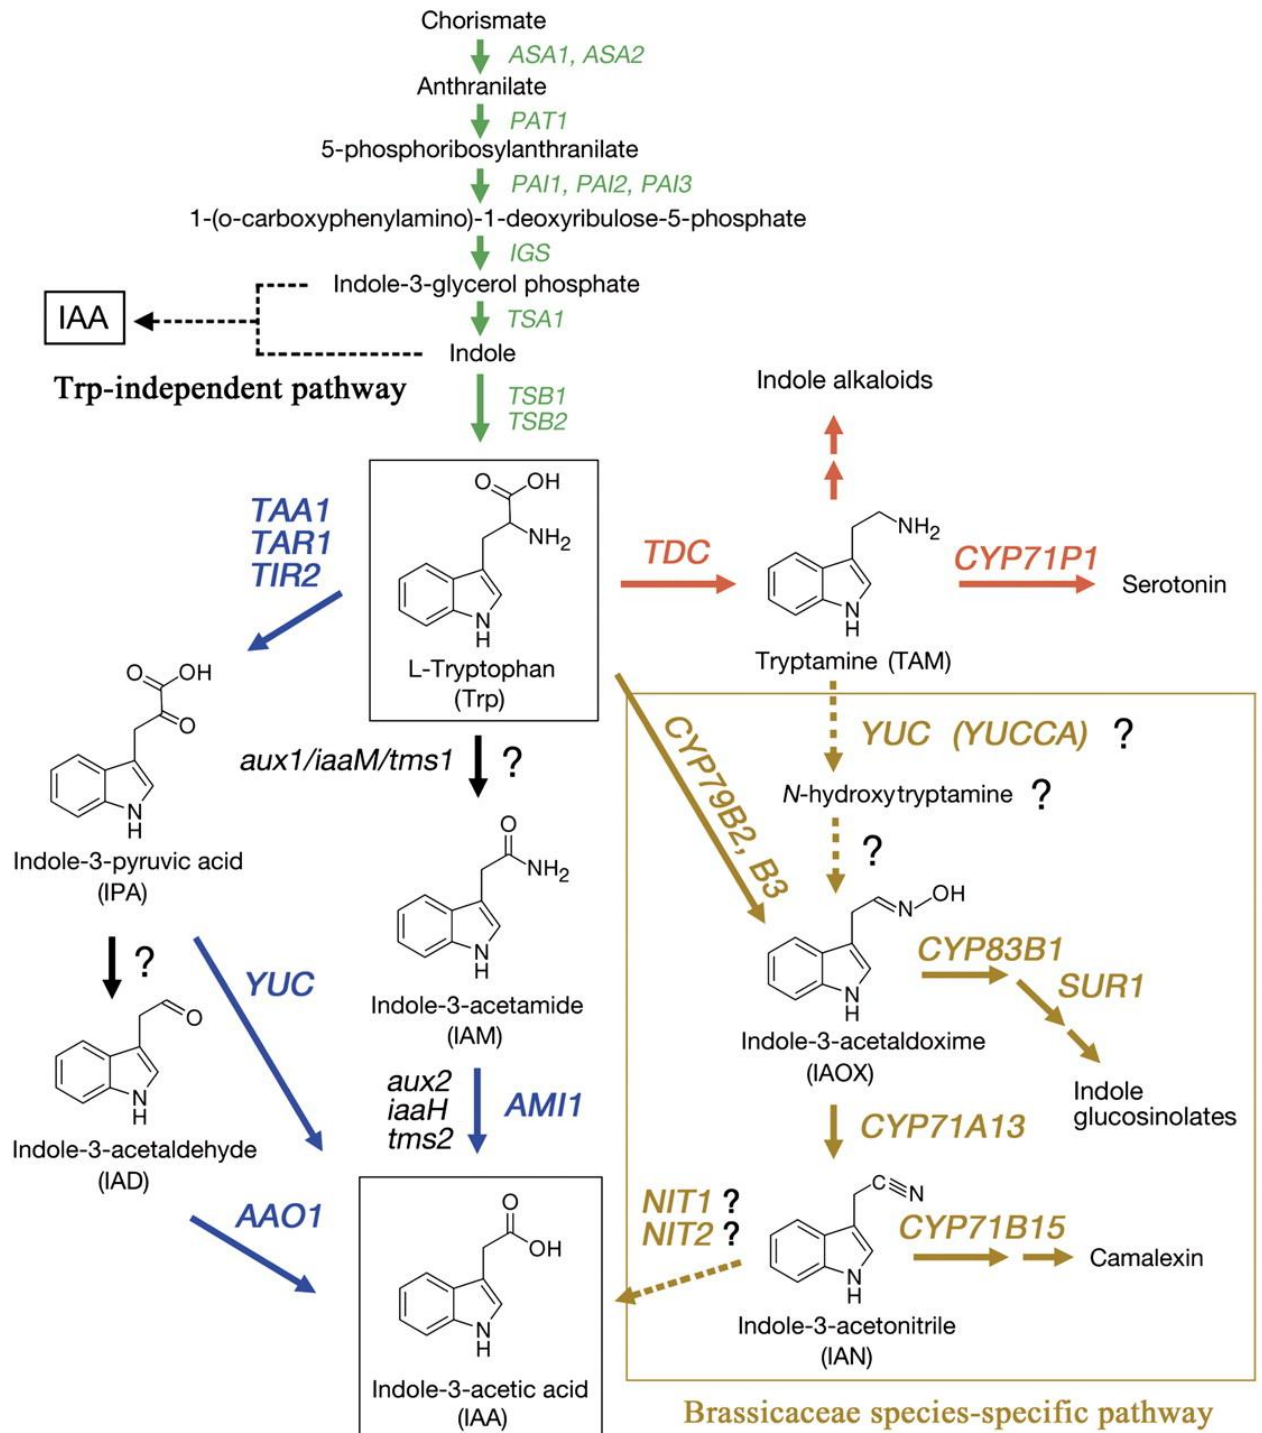 Chorismate
ASA1, ASA2
Anthranilate
PAT1
5-phosphoribosylanthranilate
PAI1, PAI2, PAI3
1-(o-carboxyphenylamino)-1-deoxyribulose-5-phosphate
IGS
Indole-3-glycerol phosphate
IAA
TSA1
Indole
Trp-independent pathway
TSB1
TSB2
Indole alkaloids
TAA1
TAR1
TIR2
O
OH
NH2
N
H
L-Tryptophan
(Trp)
TDC
NH2
N
H
Tryptamine (TAM)
CYP71P1
Serotonin
O
OH
O
N
H
Indole-3-pyruvic acid
(IPA)
aux1/iaaM/tms1 ?
CYP79B2, B3
YUC (YUCCA) ?
N-hydroxytryptamine ?
?
O
NH2
N
H
Indole-3-acetamide
(IAM)
?
YUC
O
N
H
Indole-3-acetaldehyde
(IAD)
N
OH
N
H
Indole-3-acetaldoxime
(IAOX)
CYP83B1
SUR1
Indole
glucosinolates
aux2
iaaH
tms2
AMI1
CYP71A13
AAO1
O
OH
N
H
Indole-3-acetic acid
(IAA)
NIT1 ?
NIT2 ?
C
N
N
H
Indole-3-acetonitrile
(IAN)
CYP71B15
Camalexin
Brassicaceae species-specific pathway